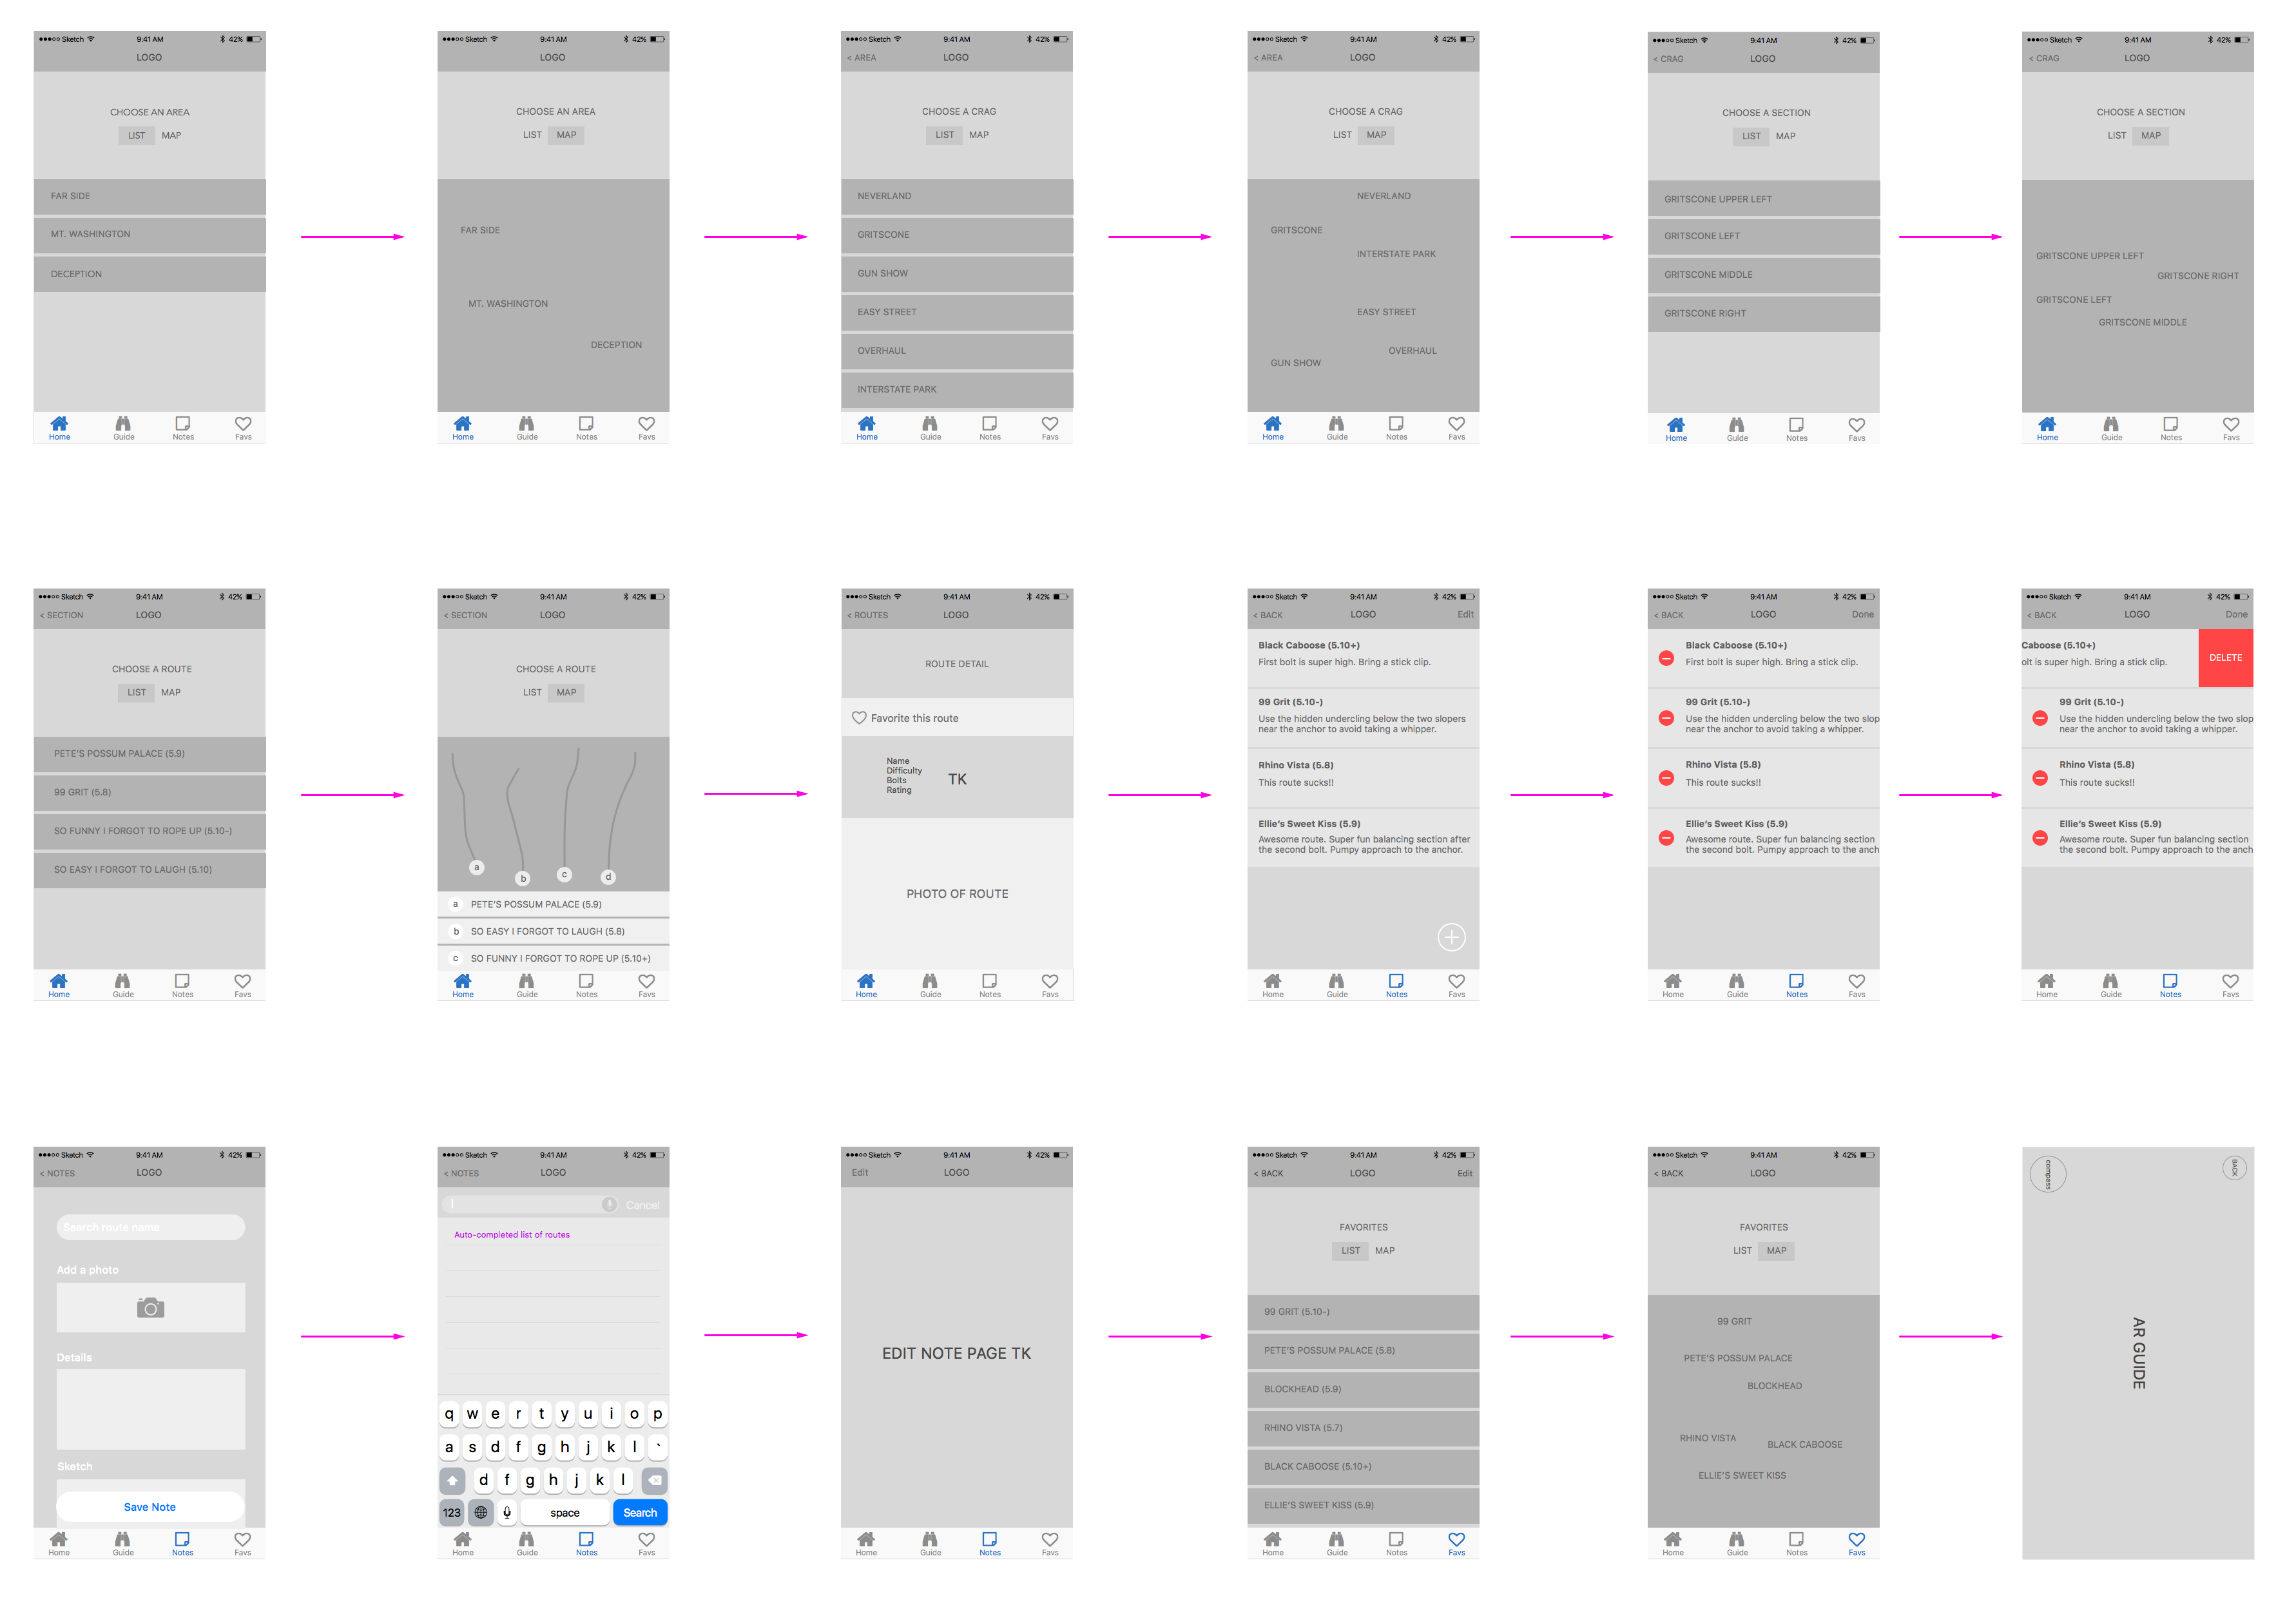 ●●●○○ Sketch 9:41 AM 42%
LOGO
CHOOSE AN AREA
LIST MAP
FAR SIDE
MT. WASHINGTON
DECEPTION
Home Guide Notes Favs
●●●○○ Sketch 9:41 AM 42%
LOGO
CHOOSE AN AREA
LIST MAP
FAR SIDE
MT. WASHINGTON
DECEPTION
Home Guide Notes Favs
●●●○○ Sketch 9:41 AM 42%
< AREA LOGO
CHOOSE A CRAG
LIST MAP
NEVERLAND
GRITSCONE
GUN SHOW
EASY STREET
OVERHAUL
INTERSTATE PARK
Home Guide Notes Favs
●●●○○ Sketch 9:41 AM 42%
< AREA LOGO
CHOOSE A CRAG
LIST MAP
NEVERLAND
GRITSCONE
INTERSTATE PARK
EASY STREET
OVERHAUL
GUN SHOW
Home Guide Notes Favs
●●●○○ Sketch 9:41 AM 42%
< CRAG LOGO
CHOOSE A SECTION
LIST MAP
GRITSCONE UPPER LEFT
GRITSCONE LEFT
GRITSCONE MIDDLE
GRITSCONE RIGHT
Home Guide Notes Favs
●●●○○ Sketch 9:41 AM 42%
< CRAG LOGO
CHOOSE A SECTION
LIST MAP
GRITSCONE UPPER LEFT
GRITSCONE RIGHT
GRITSCONE LEFT
GRITSCONE MIDDLE
Home Guide Notes Favs
●●●○○ Sketch 9:41 AM 42%
< SECTION LOGO
CHOOSE A ROUTE
LIST MAP
PETE'S POSSUM PALACE (5.9)
99 GRIT (5.8)
SO FUNNY I FORGOT TO ROPE UP (5.10-)
SO EASY I FORGOT TO LAUGH (5.10)
Home Guide Notes Favs
●●●○○ Sketch 9:41 AM 42%
< SECTION LOGO
CHOOSE A ROUTE
LIST MAP
a b c d
a PETE'S POSSUM PALACE (5.9)
b SO EASY I FORGOT TO LAUGH (5.8)
c SO FUNNY I FORGOT TO ROPE UP (5.10+)
Home Guide Notes Favs
●●●○○ Sketch 9:41 AM 42%
< ROUTES LOGO
ROUTE DETAIL
Favorite this route
Name
Difficulty
Bolts
Rating
TK
PHOTO OF ROUTE
Home Guide Notes Favs
●●●○○ Sketch 9:41 AM 42%
< BACK LOGO Edit
Black Caboose (5.10+)
First bolt is super high. Bring a stick clip.
99 Grit (5.10-)
Use the hidden undercling below the two slopers
near the anchor to avoid taking a whipper.
Rhino Vista (5.8)
This route sucks!!
Ellie's Sweet Kiss (5.9)
Awesome route. Super fun balancing section after
the second bolt. Pumpy approach to the anchor.
Home Guide Notes Favs
●●●○○ Sketch 9:41 AM 42%
< BACK LOGO Done
Black Caboose (5.10+)
First bolt is super high. Bring a stick clip.
99 Grit (5.10-)
Use the hidden undercling below the two slop
near the anchor to avoid taking a whipper.
Rhino Vista (5.8)
This route sucks!!
Ellie's Sweet Kiss (5.9)
Awesome route. Super fun balancing section
the second bolt. Pumpy approach to the anch
Home Guide Notes Favs
●●●○○ Sketch 9:41 AM 42%
< BACK LOGO Done
Caboose (5.10+)
olt is super high. Bring a stick clip.
DELETE
99 Grit (5.10-)
Use the hidden undercling below the two slop
near the anchor to avoid taking a whipper.
Rhino Vista (5.8)
This route sucks!!
Ellie's Sweet Kiss (5.9)
Awesome route. Super fun balancing section
the second bolt. Pumpy approach to the anch
Home Guide Notes Favs
●●●○○ Sketch 9:41 AM 42%
< NOTES LOGO
Search route name
Add a photo
Details
Sketch
Save Note
Home Guide Notes Favs
●●●○○ Sketch 9:41 AM 42%
< NOTES LOGO
Cancel
Auto-completed list of routes
q w e r t y u i o p
a s d f g h j k l `
d f g h j k l
123 space Search
Home Guide Notes Favs
●●●○○ Sketch 9:41 AM 42%
Edit LOGO
EDIT NOTE PAGE TK
Home Guide Notes Favs
●●●○○ Sketch 9:41 AM 42%
< BACK LOGO Edit
FAVORITES
LIST MAP
99 GRIT (5.10-)
PETE'S POSSUM PALACE (5.8)
BLOCKHEAD (5.9)
RHINO VISTA (5.7)
BLACK CABOOSE (5.10+)
ELLIE'S SWEET KISS (5.9)
Home Guide Notes Favs
●●●○○ Sketch 9:41 AM 42%
< BACK LOGO
FAVORITES
LIST MAP
99 GRIT
PETE'S POSSUM PALACE
BLOCKHEAD
RHINO VISTA
BLACK CABOOSE
ELLIE'S SWEET KISS
Home Guide Notes Favs
compass
BACK
AR GUIDE